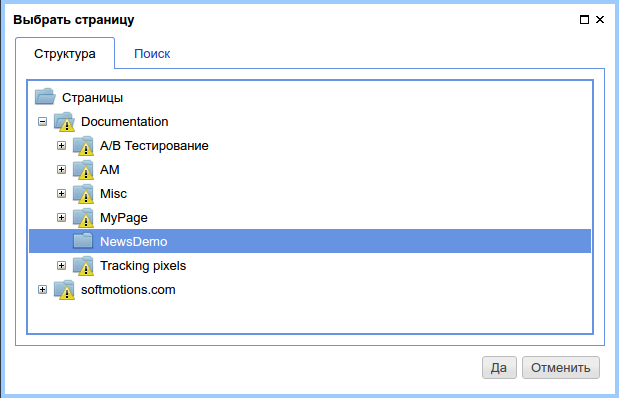 Выбрать страницу
Структура Поиск
Страницы
Documentation
А/В Тестирование
AM
Misc
MyPage
NewsDemo
Tracking pixels
softmotions.com
Да Отменить